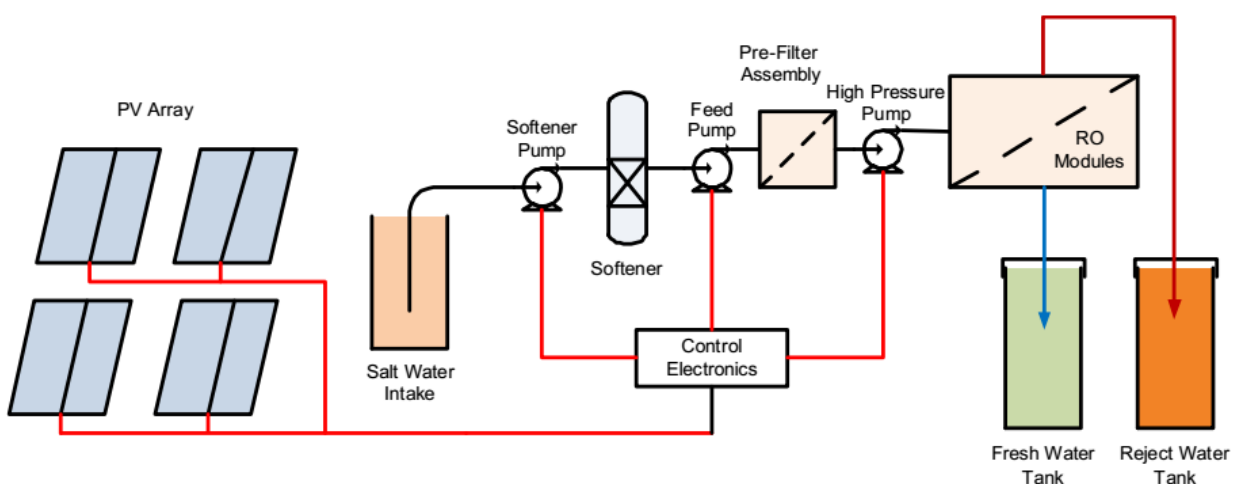 PV Array
Softener
Pump
Feed
Pump
Pre-Filter
Assembly
High Pressure
Pump
RO
Modules
Softener
Salt Water
Intake
Control
Electronics
Fresh Water
Tank
Reject Water
Tank